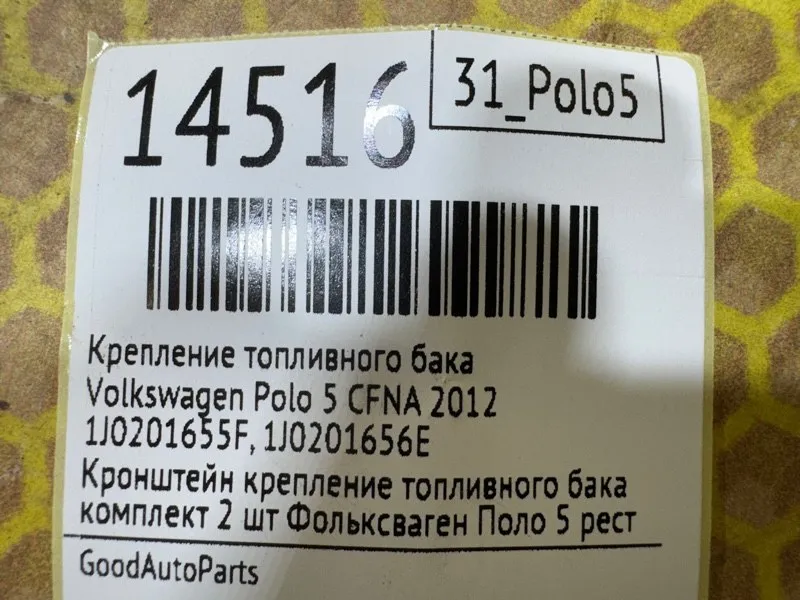 14516
31_Polo5
Крепление топливного бака
Volkswagen Polo 5 CFNA 2012
1J0201655F, 1J0201656E
Кронштейн крепление топливного бака
комплект 2 шт Фольксваген Поло 5 рест
GoodAutoParts